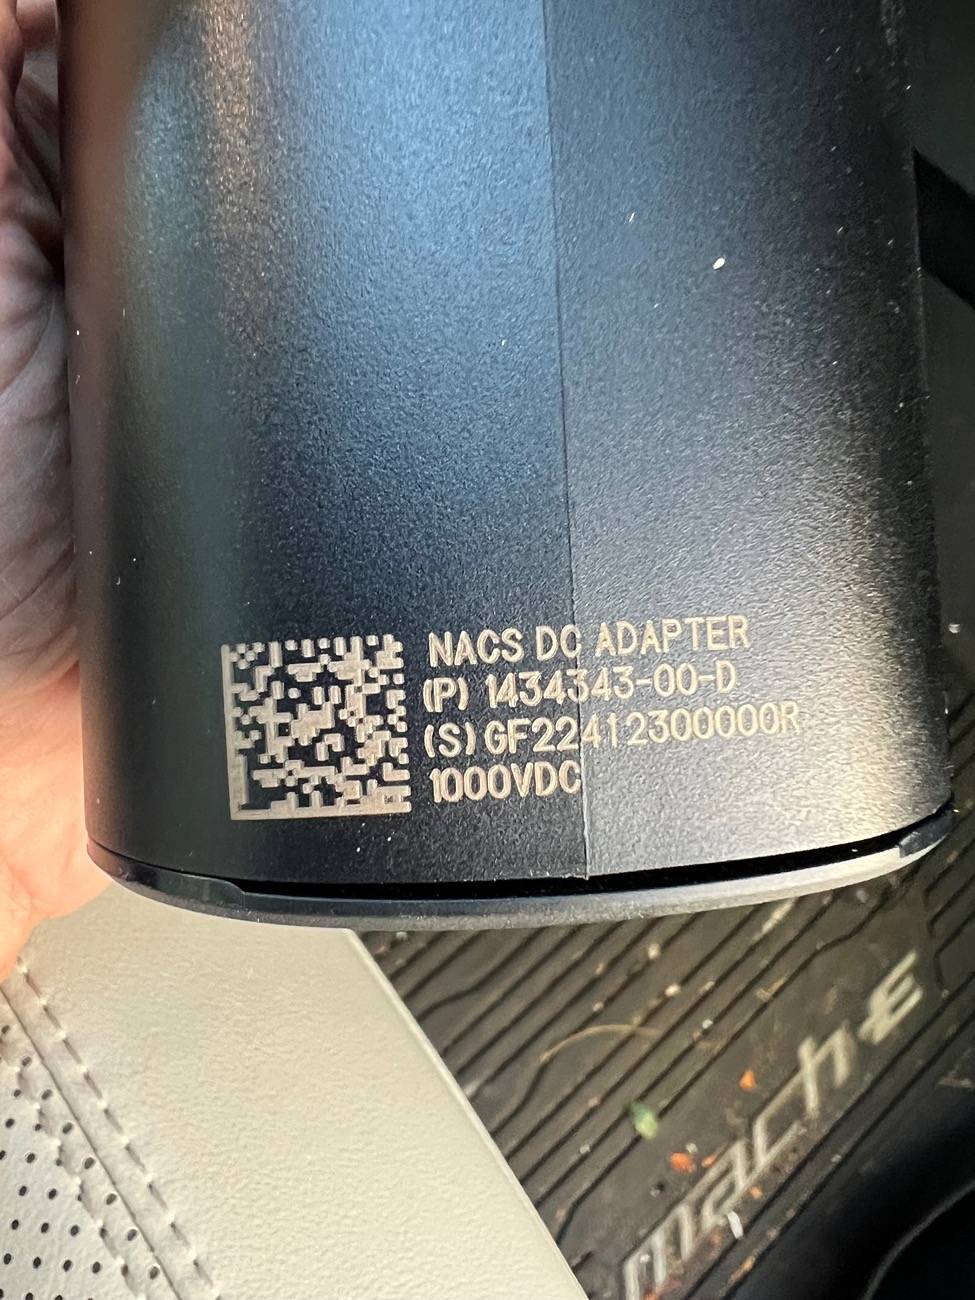 NACS DC ADAPTER
(P) 1434343-00-D
(S) GF22412300000R
1000VDC
mach-E